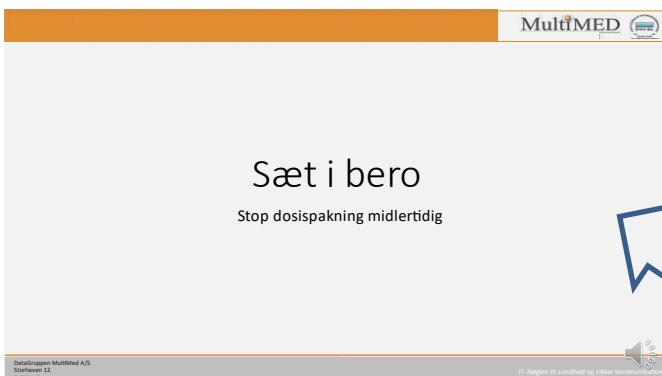 MultiMED
Sæt i bero
Stop dosispakning midlertidig
DataGruppen MultiMed A/S
Storhaven 12
IT-Nøglen til sundhed og sikker kommunikation